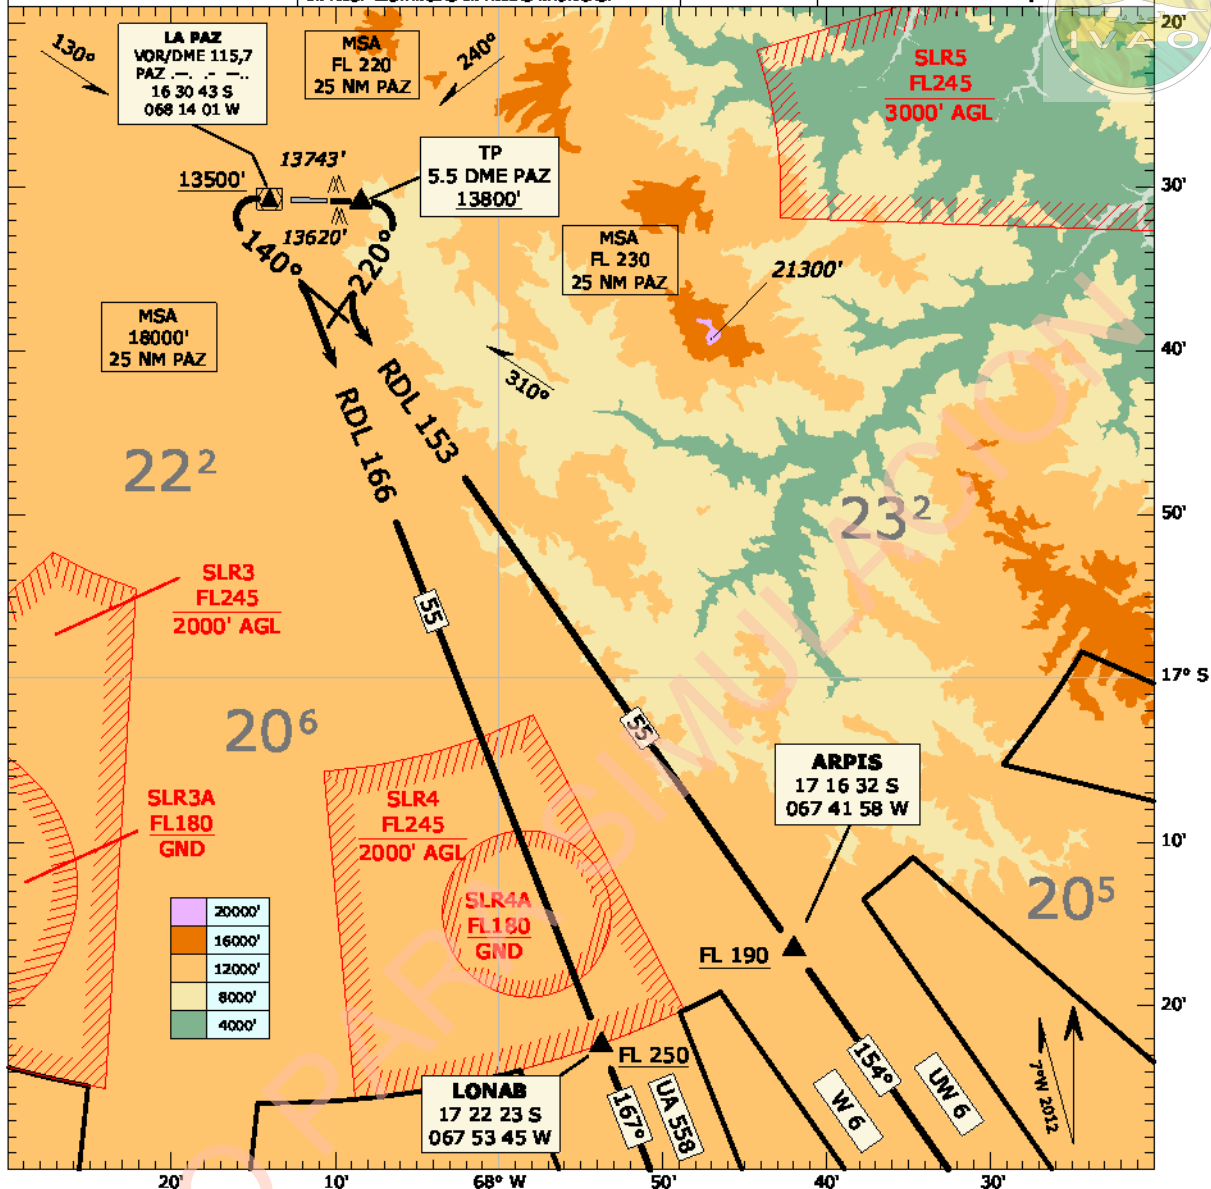 20'
I V A O
130°
LA PAZ
VOR/DME 115,7
PAZ .–. .- –..
16 30 43 S
068 14 01 W
MSA
FL 220
25 NM PAZ
240°
SLR5
FL245
3000' AGL
13743'
TP
5.5 DME PAZ
13800'
13500'
30'
13620'
140°
220°
MSA
FL 230
25 NM PAZ
21300'
MSA
18000'
25 NM PAZ
40'
310°
RDL 153
RDL 166
22²
23²
50'
SLR3
FL245
2000' AGL
55
17° S
20⁶
55
ARPIS
17 16 32 S
067 41 58 W
SLR3A
FL180
GND
SLR4
FL245
2000' AGL
10'
SLR4A
FL180
GND
20⁵
20000'
16000'
12000'
8000'
4000'
FL 190
20'
FL 250
LONAB
17 22 23 S
067 53 45 W
167°
UA 558
154°
W 6
UW 6
7°W 2012
20'
10'
68° W
50'
40'
30'
PARA SIMULACION